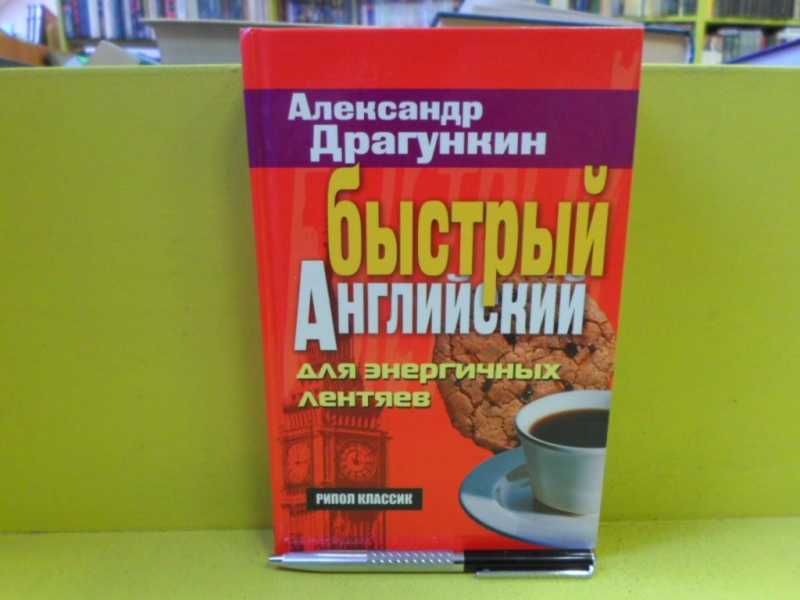 Александр
Драгункин
быстрый
Английский
для энергичных
лентяев
РИПОЛ КЛАССИК